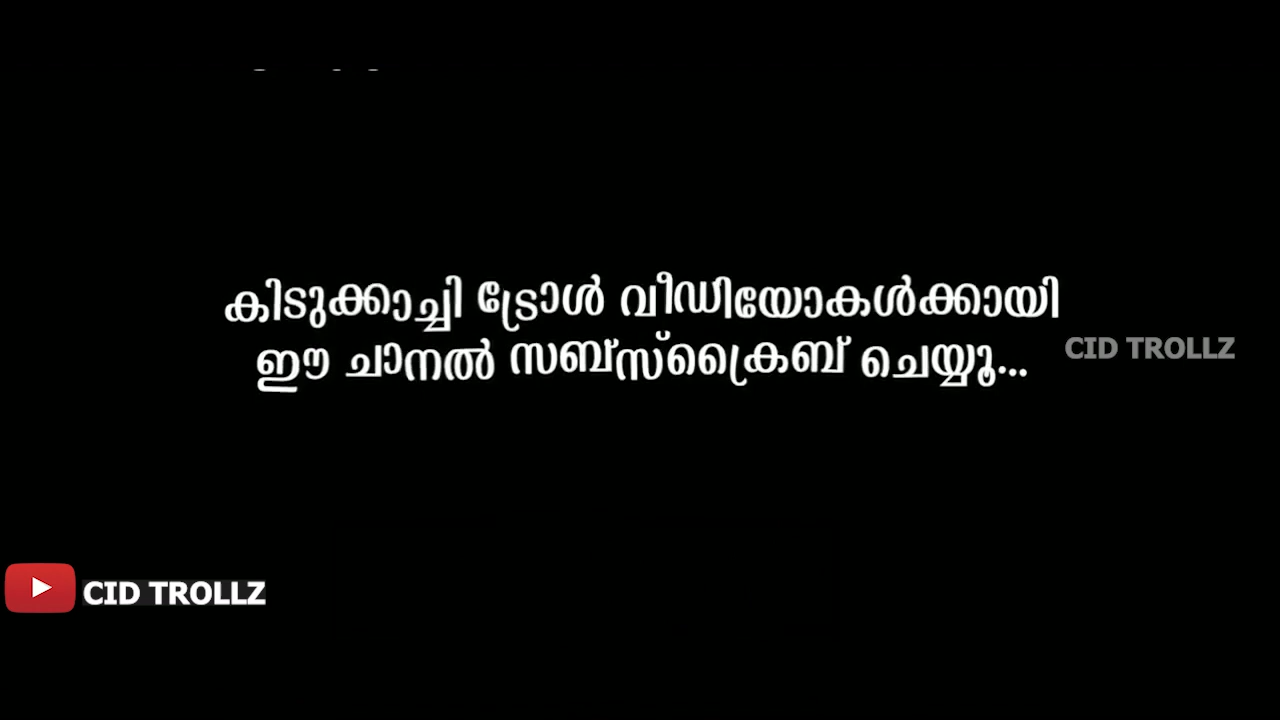 കിടുക്കാച്ചി ട്രോൾ വീഡിയോകൾക്കായി
ഈ ചാനൽ സബ്സ്ക്രൈബ് ചെയ്യൂ...
CID TROLLZ
CID TROLLZ